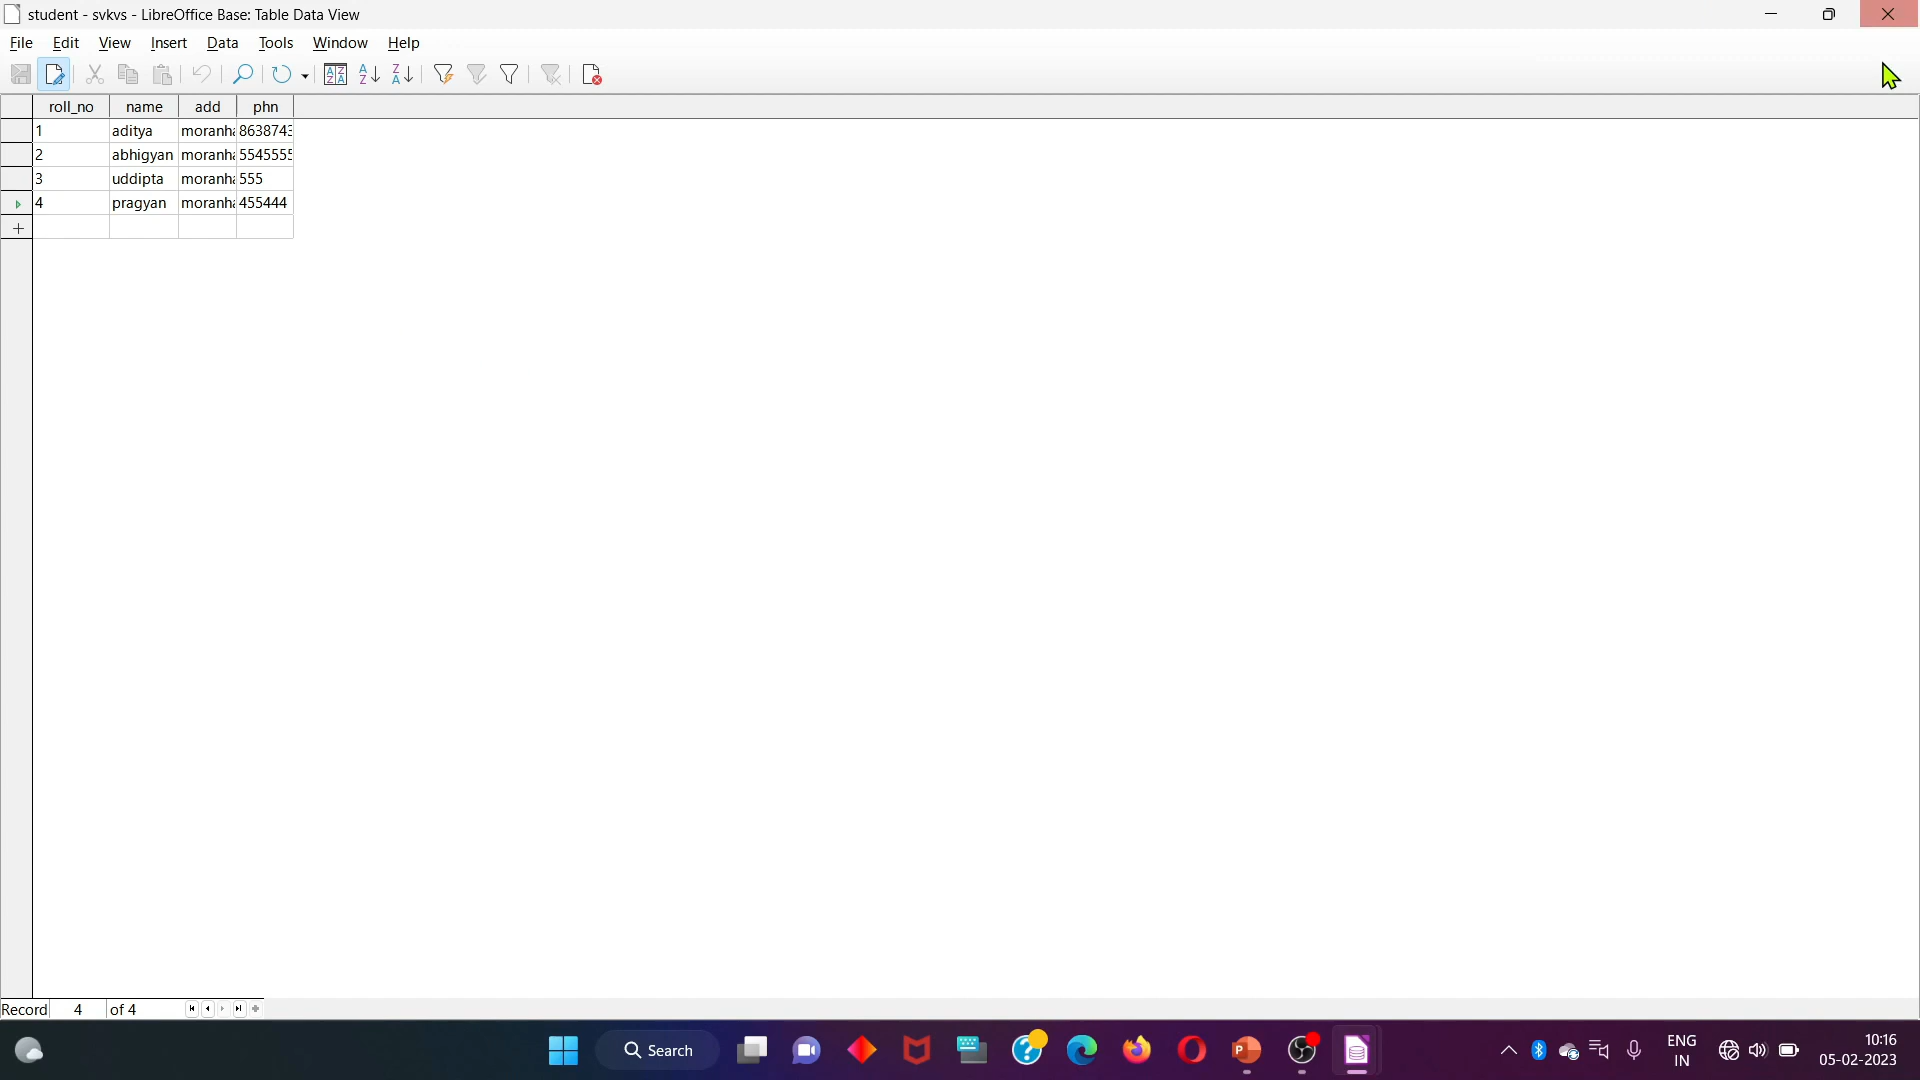 student - svkvs - LibreOffice Base: Table Data View
File Edit View Insert Data Tools Window Help
roll_no name add phn
1 aditya 8638743
2 abhigyan 5545555
3 uddipta 555
4 pragyan 455444
Record 4 of 4
Search
ENG
IN
10:16
05-02-2023